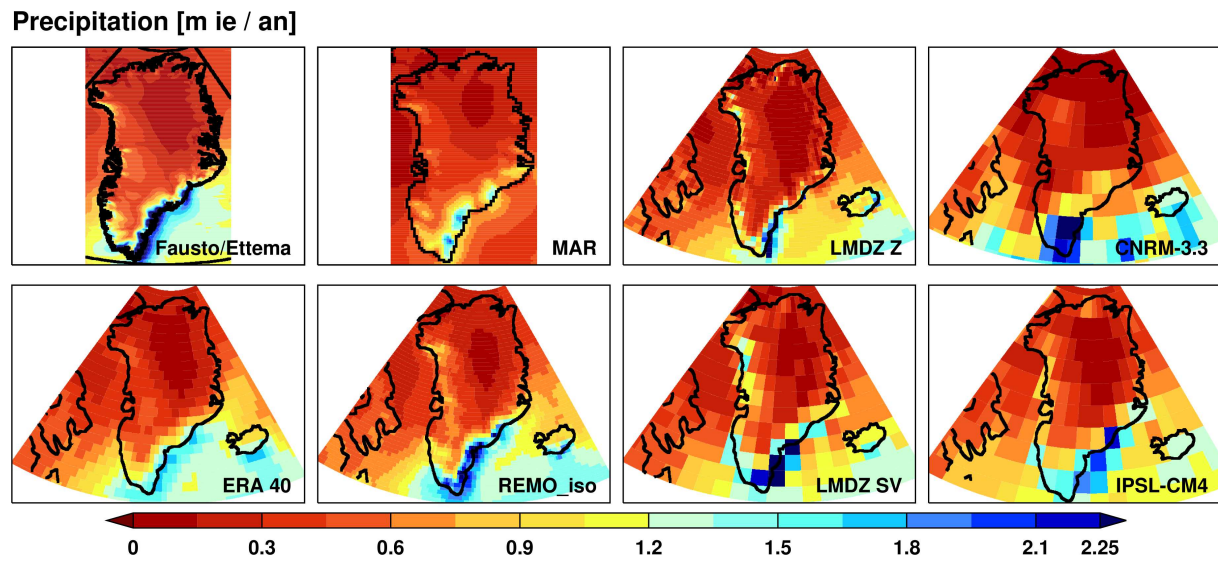 Precipitation [m ie / an]
Fausto/Ettema
MAR
LMDZ Z
CNRM-3.3
ERA 40
REMO_iso
LMDZ SV
IPSL-CM4
0 0.3 0.6 0.9 1.2 1.5 1.8 2.1 2.25